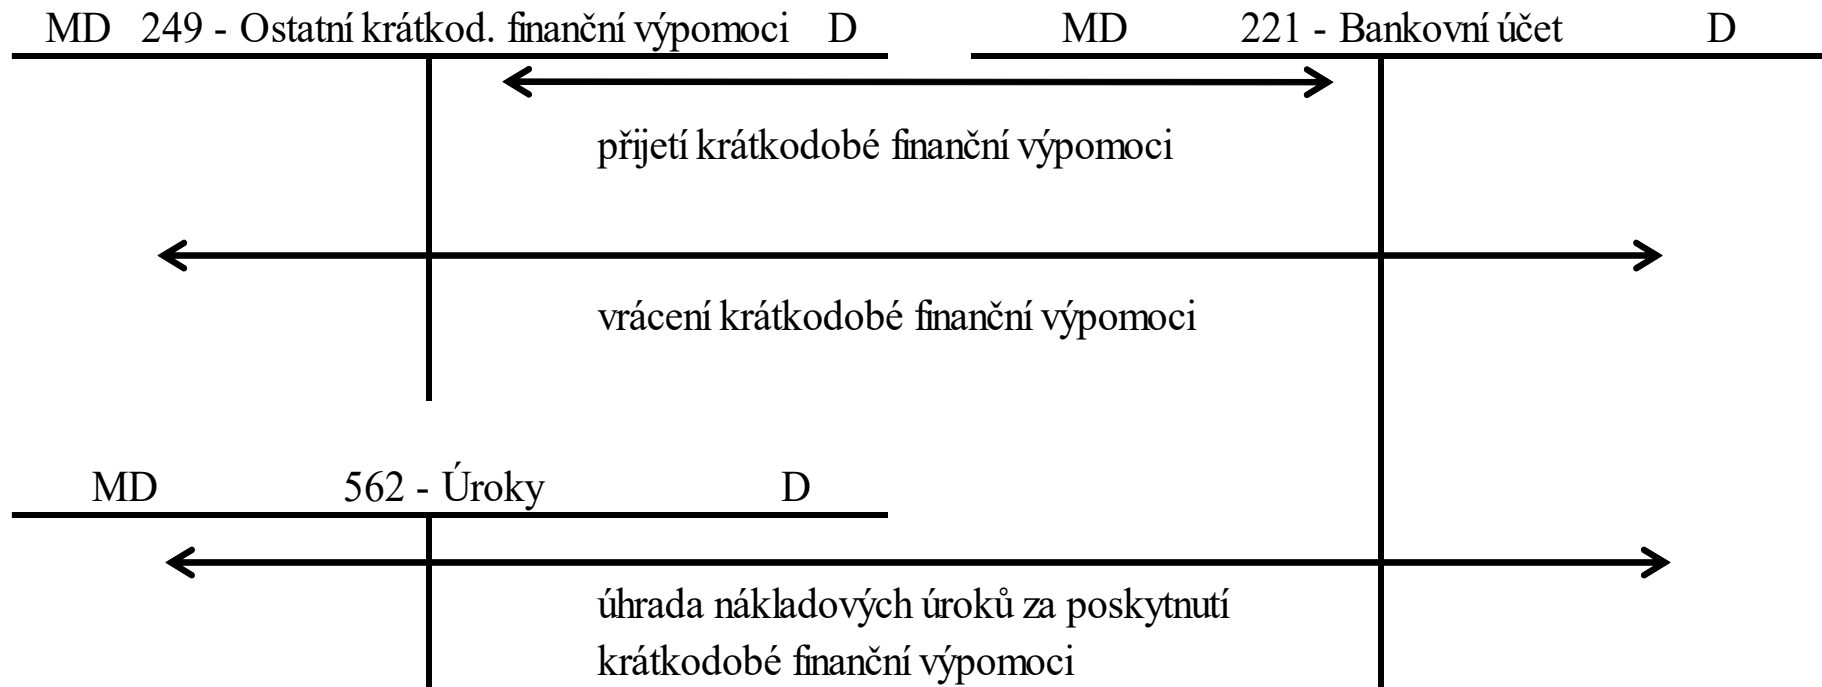 MD 249 - Ostatní krátkod. finanční výpomoci D MD 221 - Bankovní účet D
přijetí krátkodobé finanční výpomoci
vrácení krátkodobé finanční výpomoci
MD 562 - Úroky D
úhrada nákladových úroků za poskytnutí
krátkodobé finanční výpomoci